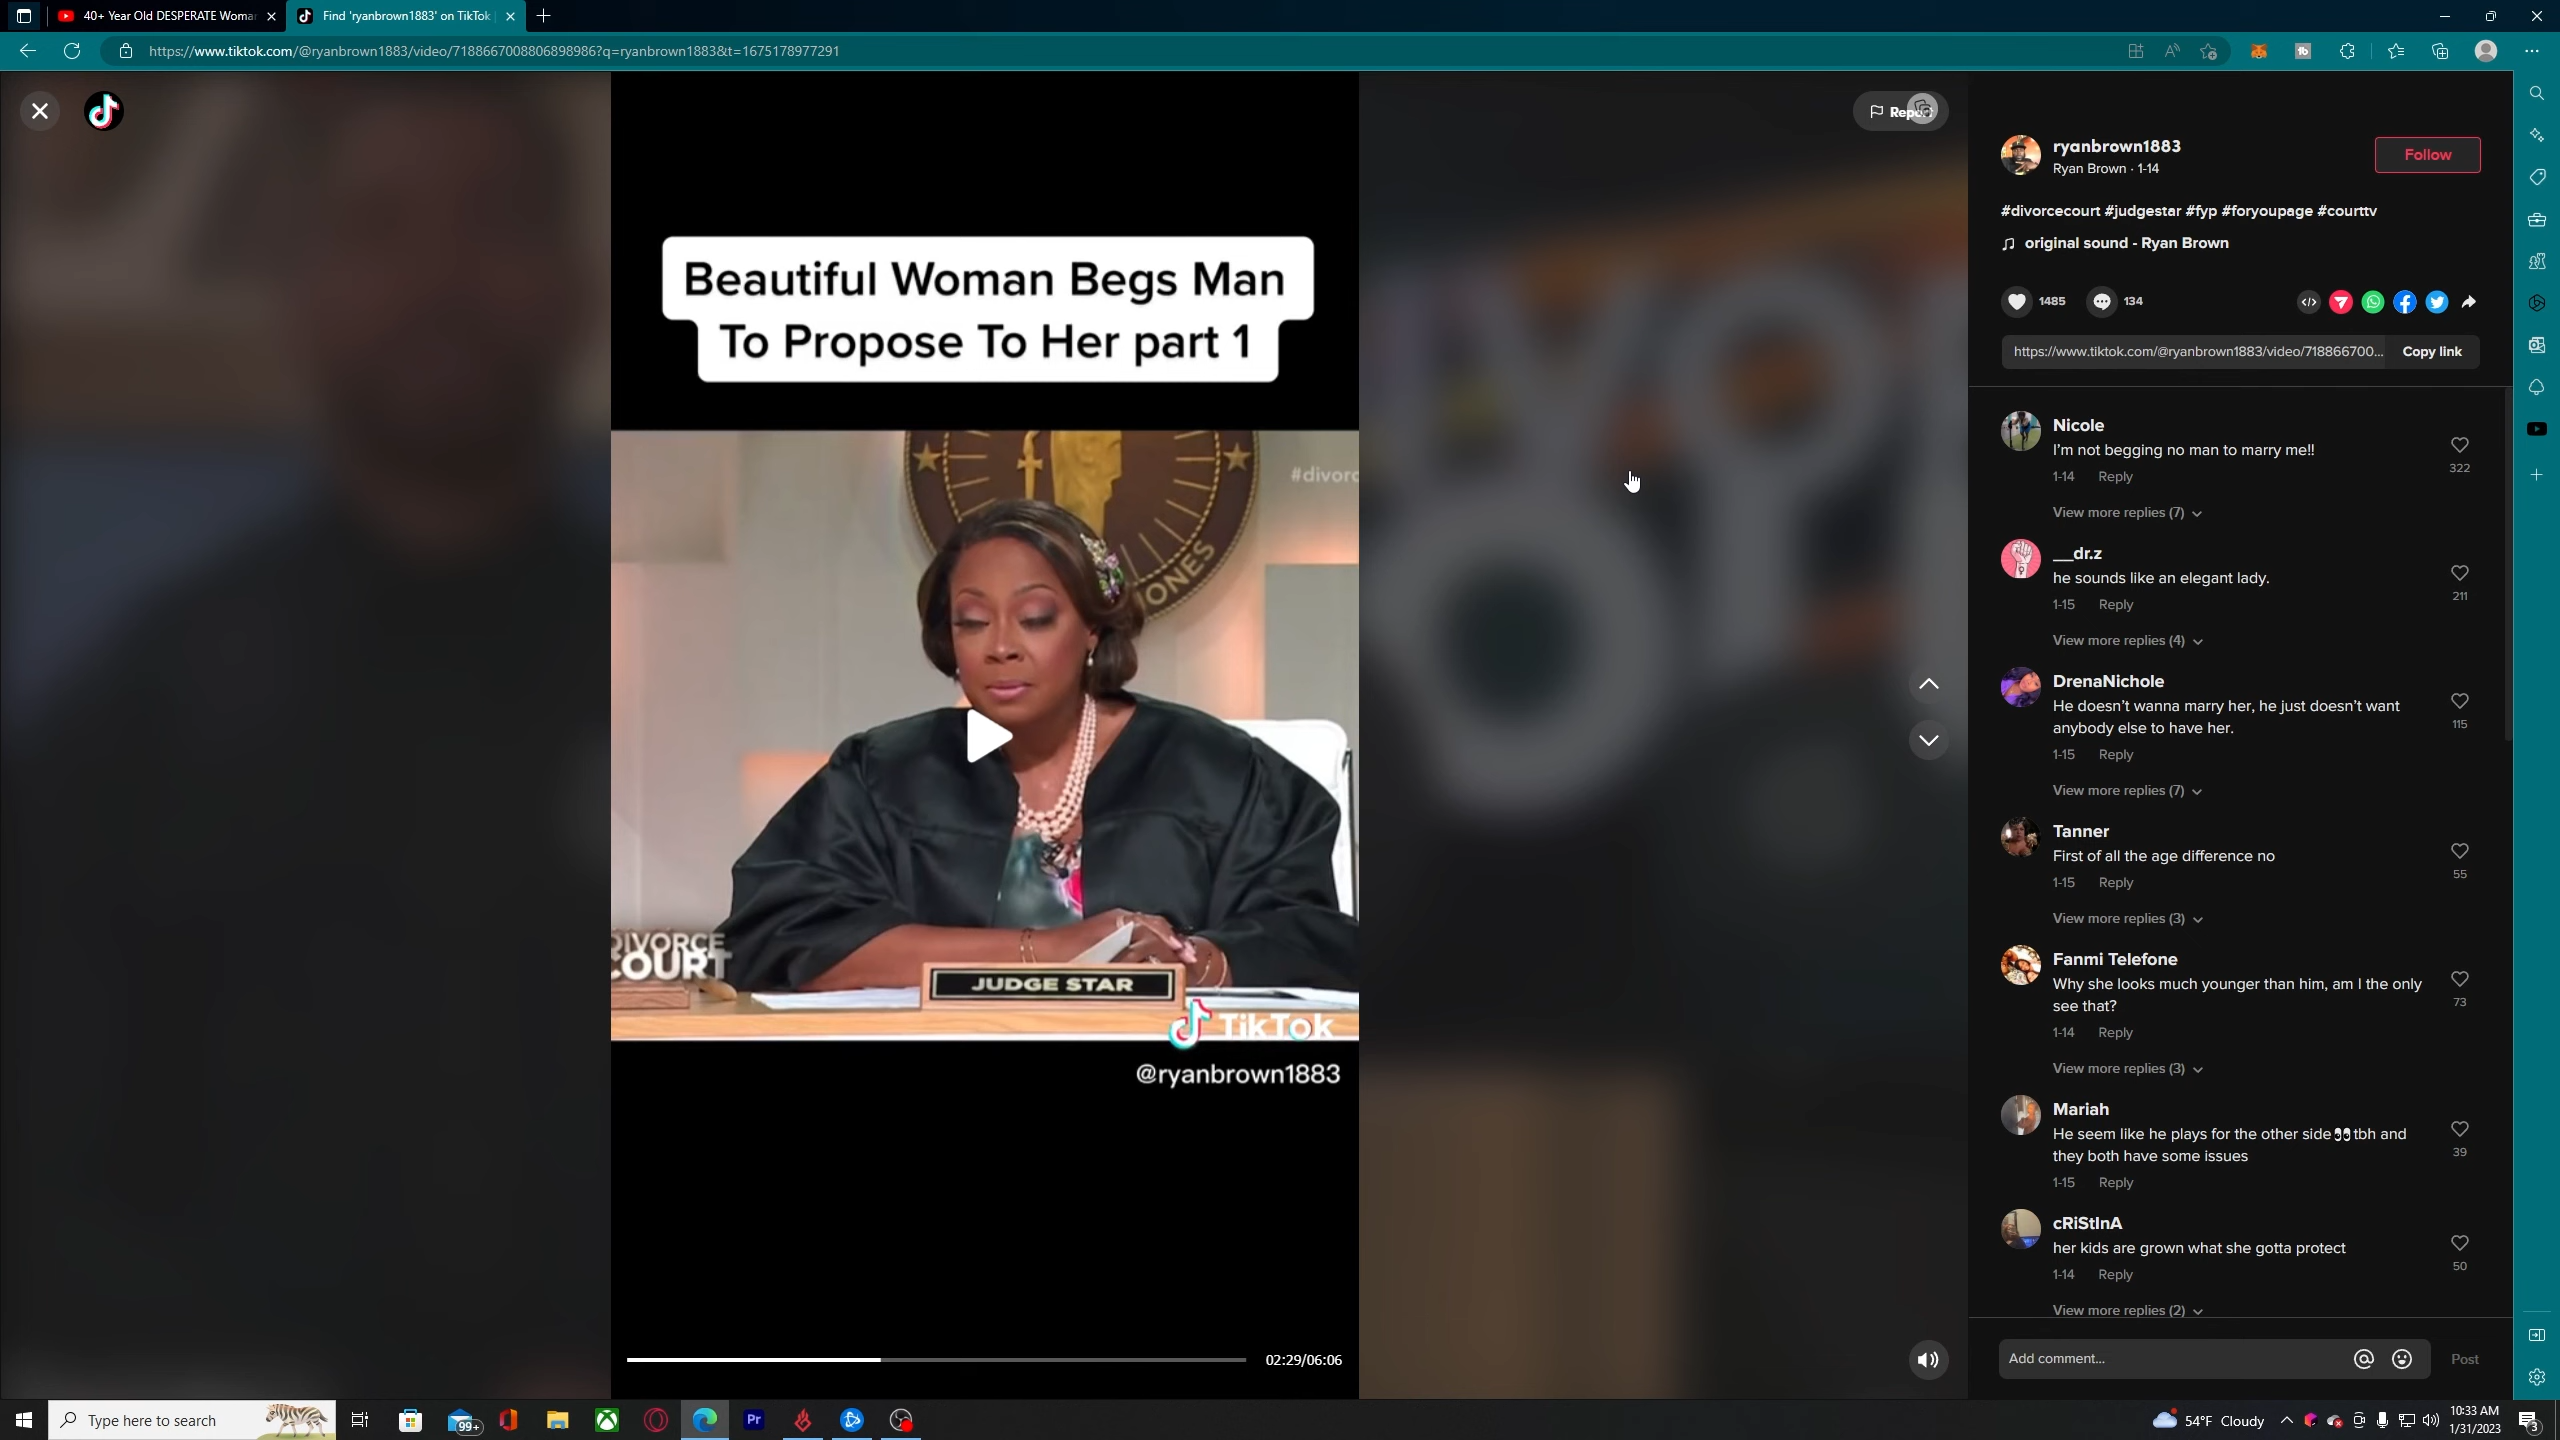 40+ Year Old DESPERATE Woma
Find 'ryanbrown1883' on TikTok
https://www.tiktok.com/@ryanbrown1883/video/7188667008806898986?q=ryanbrown1883&t=1675178977291
Beautiful Woman Begs Man
To Propose To Her part 1
#divorc
JONES
DIVORCE
COURT
JUDGE STAR
TikTok
@ryanbrown1883
02:29/06:06
ryanbrown1883
Ryan Brown · 1-14
Follow
#divorcecourt #judgestar #fyp #foryoupage #courttv
original sound - Ryan Brown
1485
134
https://www.tiktok.com/@ryanbrown1883/video/718866700...
Copy link
Nicole
I'm not begging no man to marry me!!
322
1-14 Reply
View more replies (7)
__dr.z
he sounds like an elegant lady.
211
1-15 Reply
View more replies (4)
DrenaNichole
He doesn't wanna marry her, he just doesn't want
anybody else to have her.
115
1-15 Reply
View more replies (7)
Tanner
First of all the age difference no
55
1-15 Reply
View more replies (3)
Fanmi Telefone
Why she looks much younger than him, am I the only
see that?
73
1-14 Reply
View more replies (3)
Mariah
He seem like he plays for the other side👀tbh and
they both have some issues
39
1-15 Reply
cRiStInA
her kids are grown what she gotta protect
50
1-14 Reply
View more replies (2)
Add comment...
Post
Type here to search
99+
Pr
54°F Cloudy
10:33 AM
1/31/2023
3